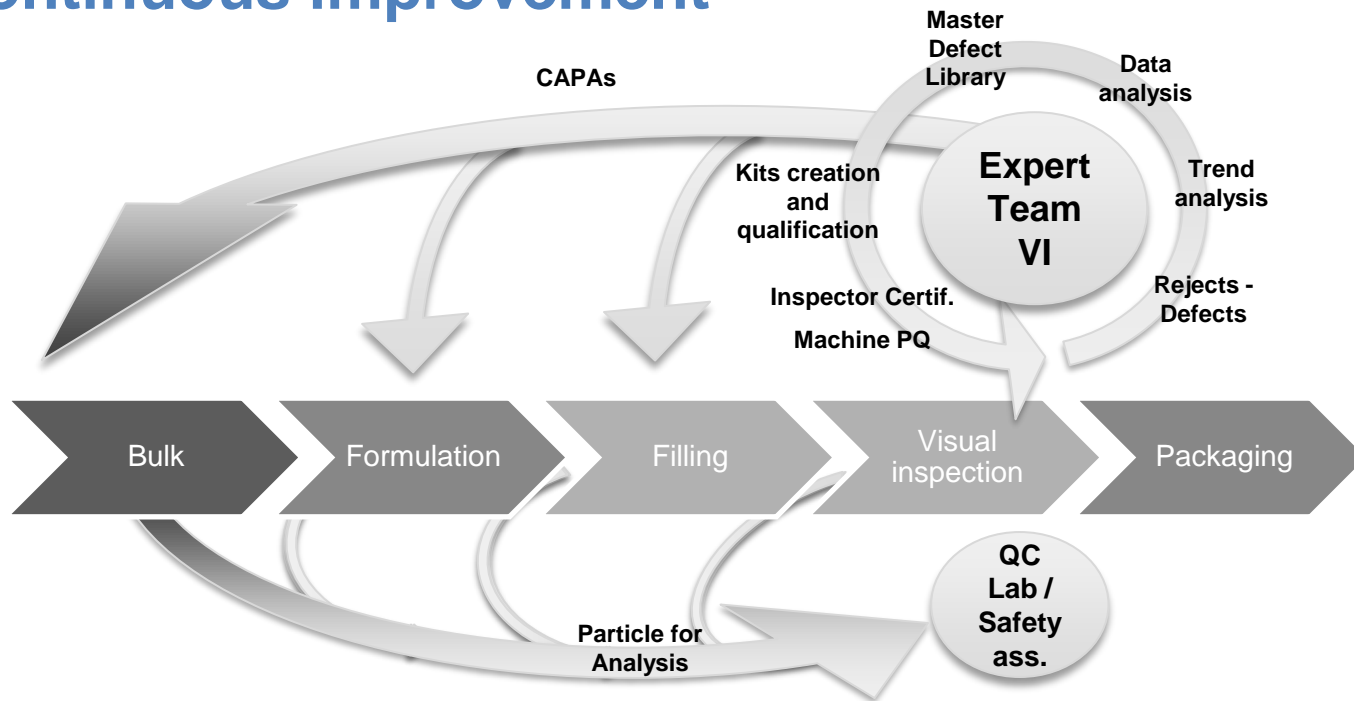 ontinuous Improvement
Master
Defect
Library
CAPAs
Data
analysis
Kits creation
and
qualification
Expert
Team
VI
Trend
analysis
Inspector Certif.
Rejects -
Defects
Machine PQ
Bulk
Formulation
Filling
Visual
inspection
Packaging
QC
Lab /
Safety
ass.
Particle for
Analysis